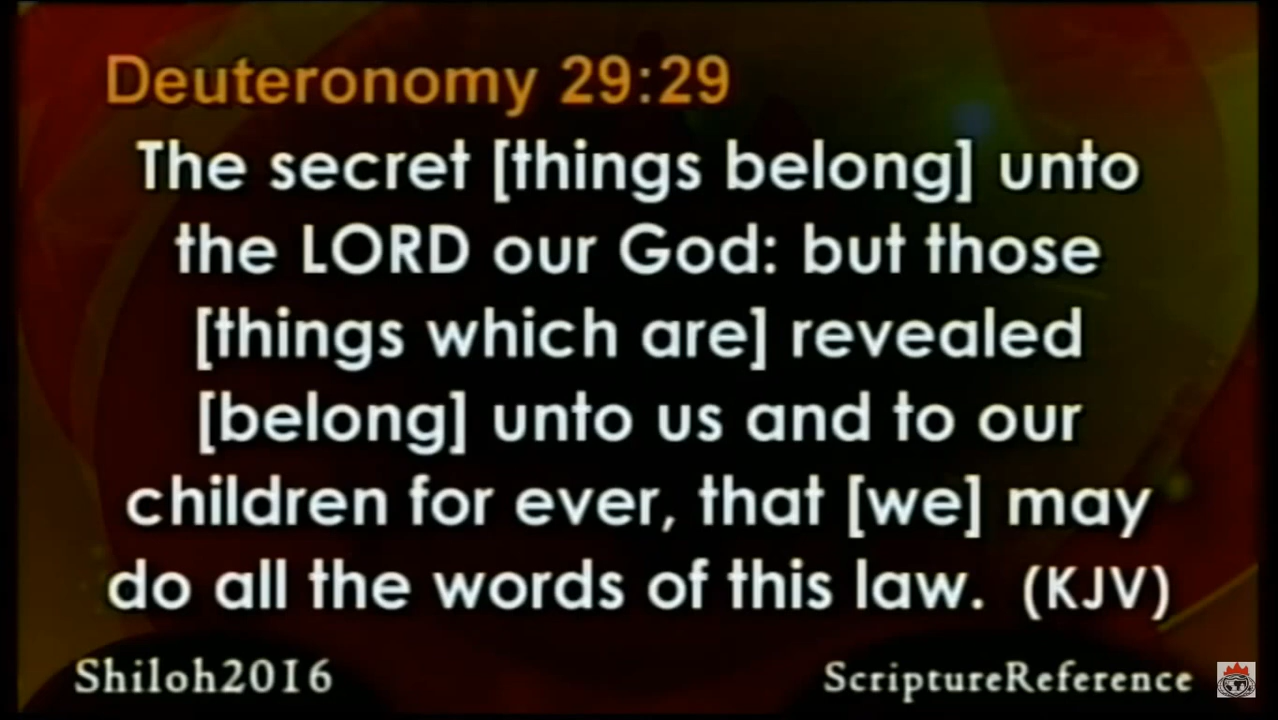 Deuteronomy 29:29
The secret [things belong] unto
the LORD our God: but those
[things which are] revealed
[belong] unto us and to our
children for ever, that [we] may
do all the words of this law. (KJV)
Shiloh2016
ScriptureReference